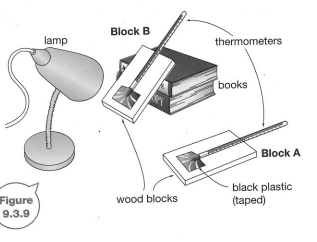 lamp
Block B
thermometers
books
Block A
wood blocks
black plastic
(taped)
Figure
9.3.9